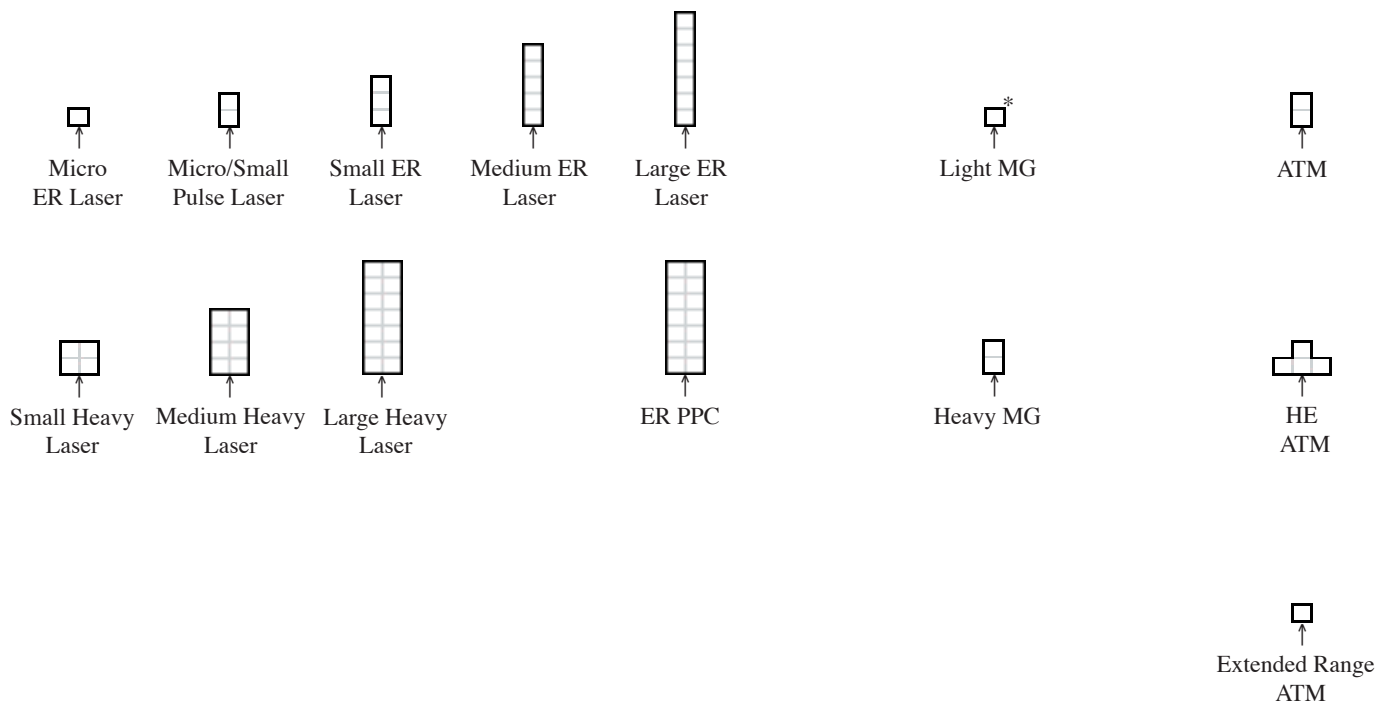 *
Micro
ER Laser
Micro/Small
Pulse Laser
Small ER
Laser
Medium ER
Laser
Large ER
Laser
Light MG
ATM
Small Heavy
Laser
Medium Heavy
Laser
Large Heavy
Laser
ER PPC
Heavy MG
HE
ATM
Extended Range
ATM